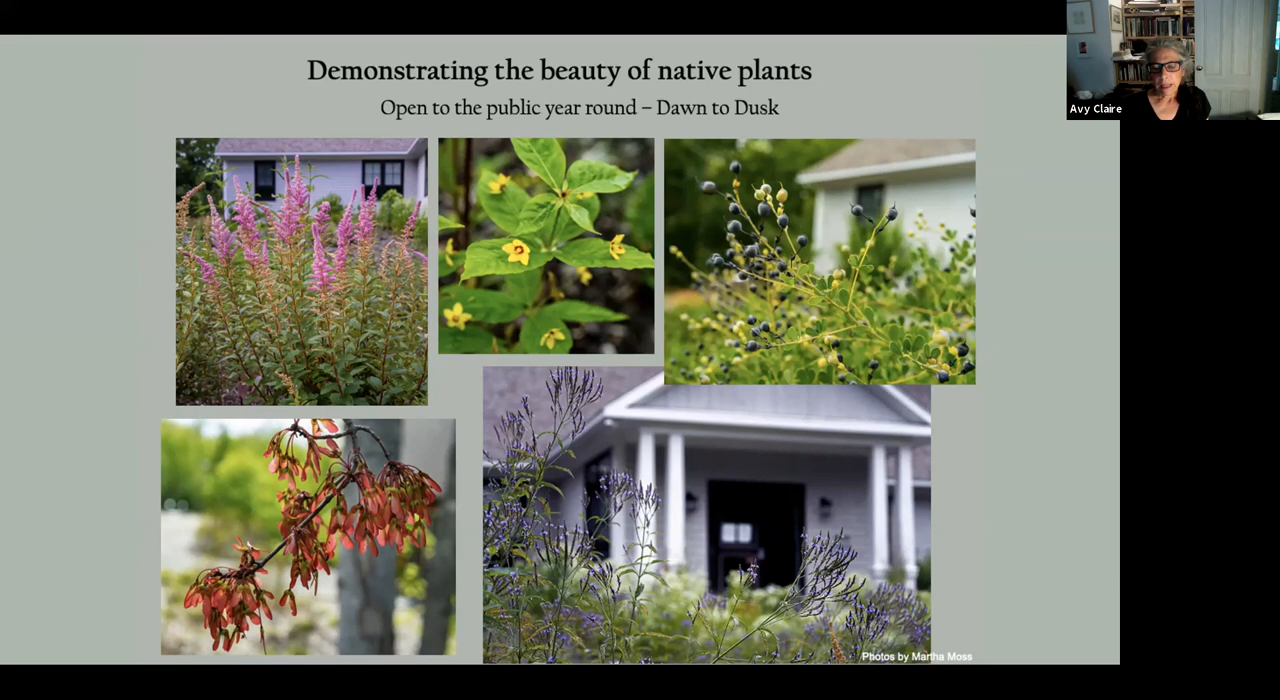 Demonstrating the beauty of native plants
Open to the public year round – Dawn to Dusk
Avy Claire
Photos by Martha Moss